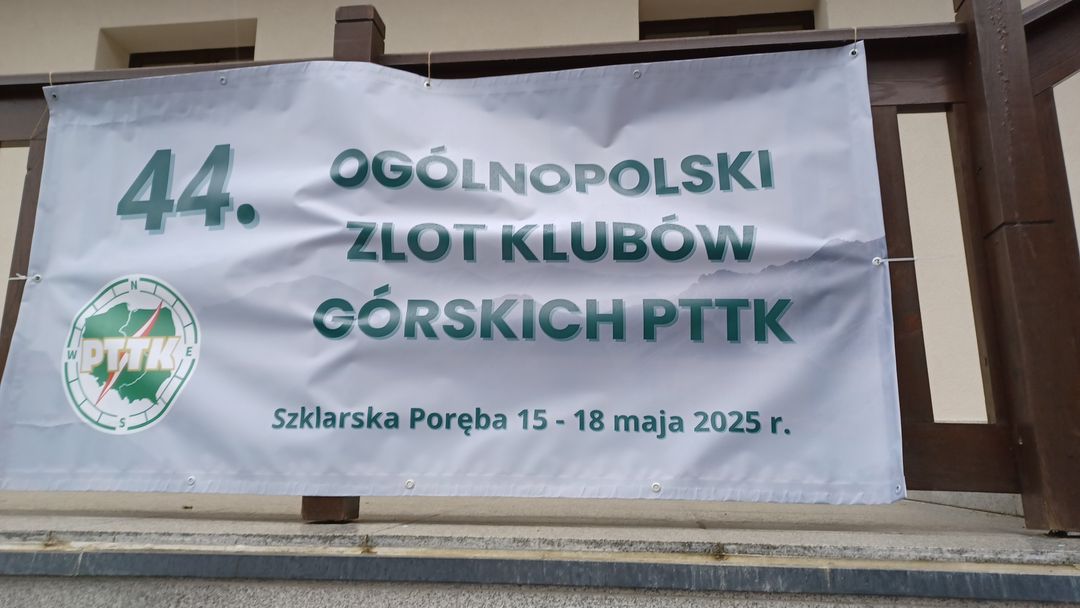 44.
OGÓLNOPOLSKI
ZLOT KLUBÓW
GÓRSKICH PTTK
N
W
PTTK
E
S
Szklarska Poręba 15 - 18 maja 2025 r.